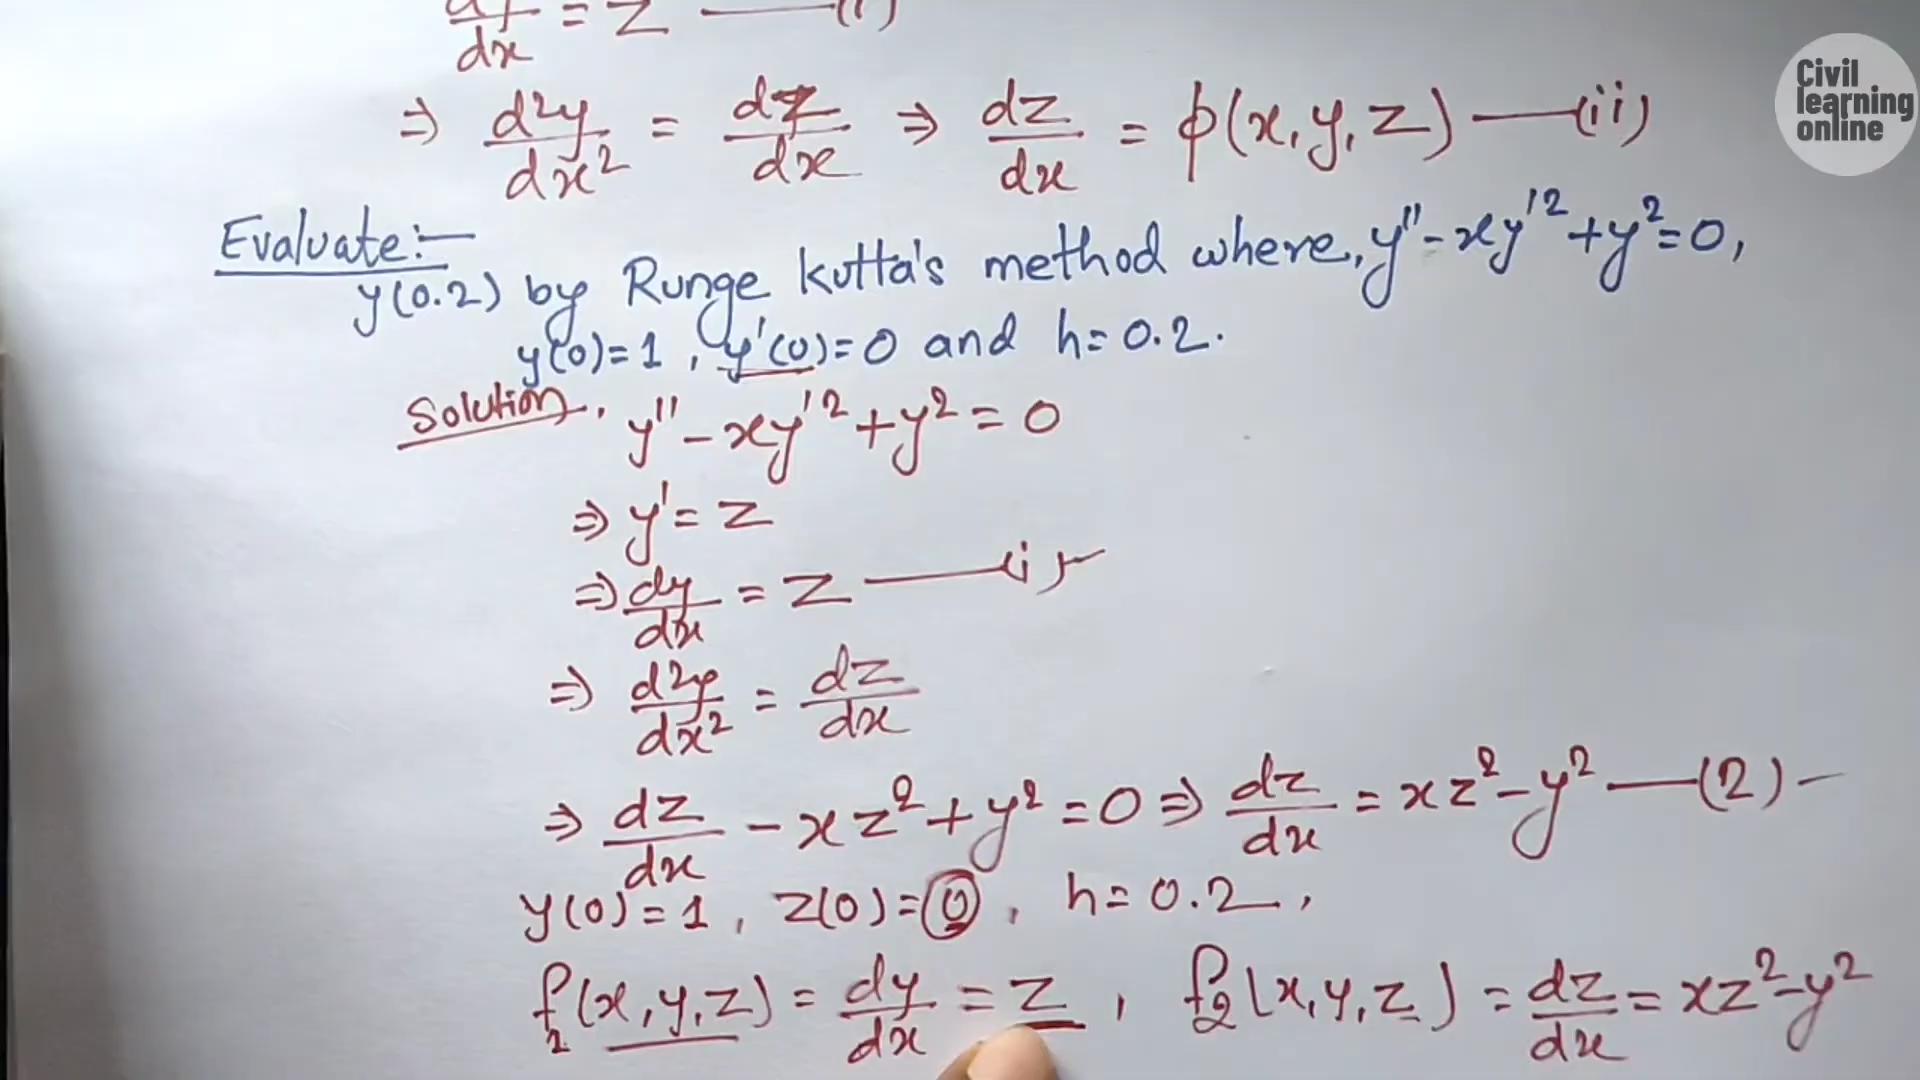 dy/dx = z —(i)
⇒ d²y/dx² = dz/dx ⇒ dz/dx = ϕ(x,y,z) —(ii)
Civil
learning
online
Evaluate:-
y(0.2) by Runge Kutta's method where, y''-xy'²+y²=0,
y(0)=1, y'(0)=0 and h=0.2.
Solution. y''-xy'²+y²=0
⇒ y'=z
⇒ dy/dx = z —(i)
⇒ d²y/dx² = dz/dx
⇒ dz/dx - xz²+y²=0 ⇒ dz/dx = xz²-y² —(2)
y(0)=1, z(0)=0, h=0.2,
f₁(x,y,z) = dy/dx = z, f₂(x,y,z) = dz/dx = xz²-y²